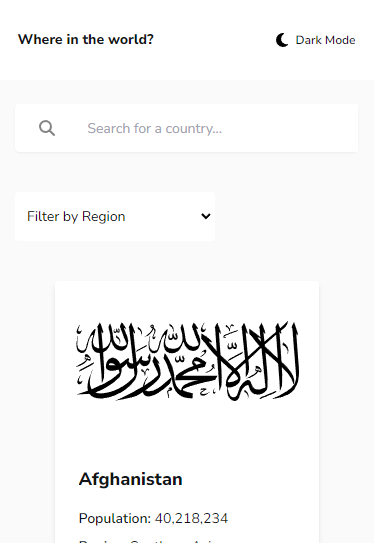 Where in the world?
Dark Mode
Search for a country...
Filter by Region
لا إله إلا الله محمد رسول الله
Afghanistan
Population: 40,218,234